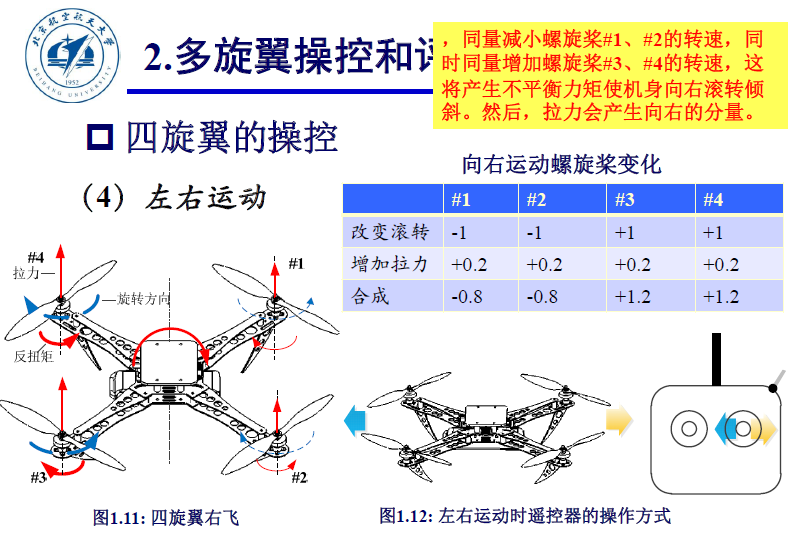 北京航空航天大学
BEIHANG UNIVERSITY
1952
2.多旋翼操控和评
，同量减小螺旋桨#1、#2的转速，同
时同量增加螺旋桨#3、#4的转速，这
将产生不平衡力矩使机身向右滚转倾
斜。然后，拉力会产生向右的分量。
四旋翼的操控
（4）左右运动
向右运动螺旋桨变化
#1 #2 #3 #4
改变滚转 -1 -1 +1 +1
增加拉力 +0.2 +0.2 +0.2 +0.2
合成 -0.8 -0.8 +1.2 +1.2
#4
拉力
#1
旋转方向
反扭矩
#3
#2
图1.11: 四旋翼右飞
图1.12: 左右运动时遥控器的操作方式